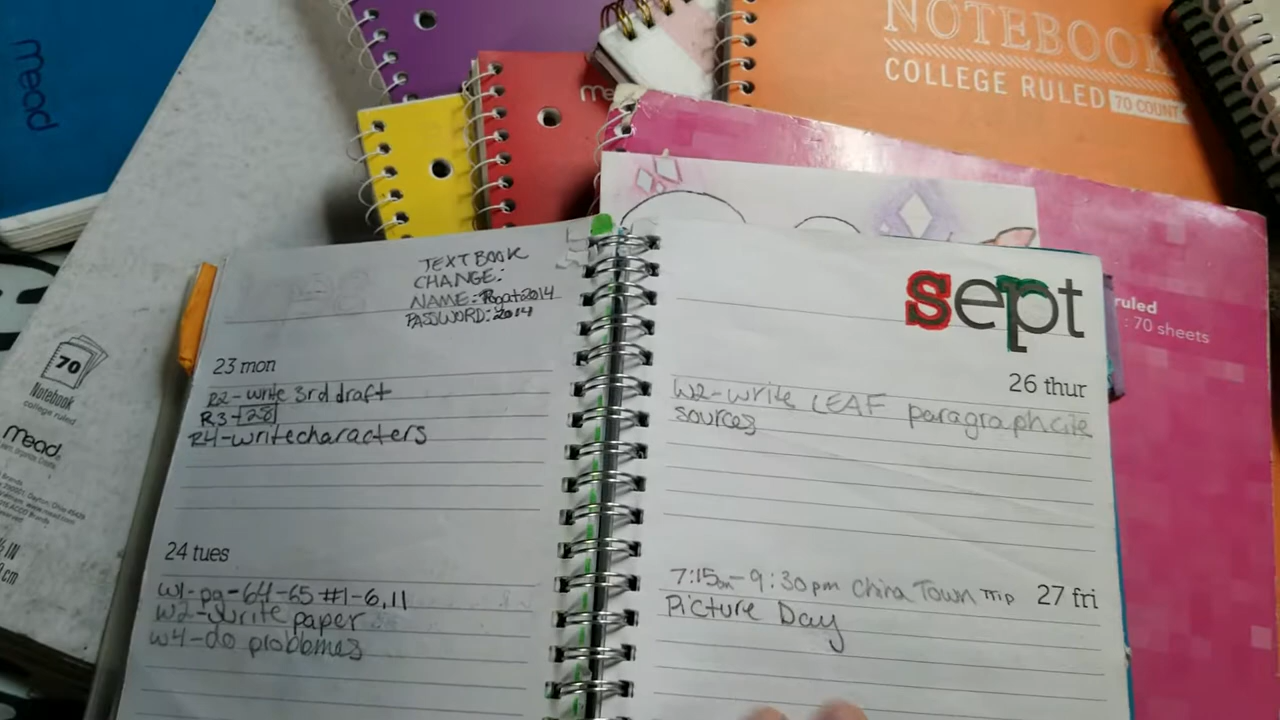 mead
NOTEBOOK
COLLEGE RULED 70 COUNT
ruled
: 70 sheets
70
Notebook
college ruled
mead
TEXTBOOK
CHANGE:
NAME: Pogat2014
PASSWORD: 2014
23 mon
R2-write 3rd draft
R3-
R4-writecharacters
24 tues
W1-pg-64-65 #1-6,11
W2-write paper
W4-do problomes
sept
26 thur
W2-write LEAF paragraph cite
sources
7:15am-9:30pm China Town Trip
27 fri
Picture Day